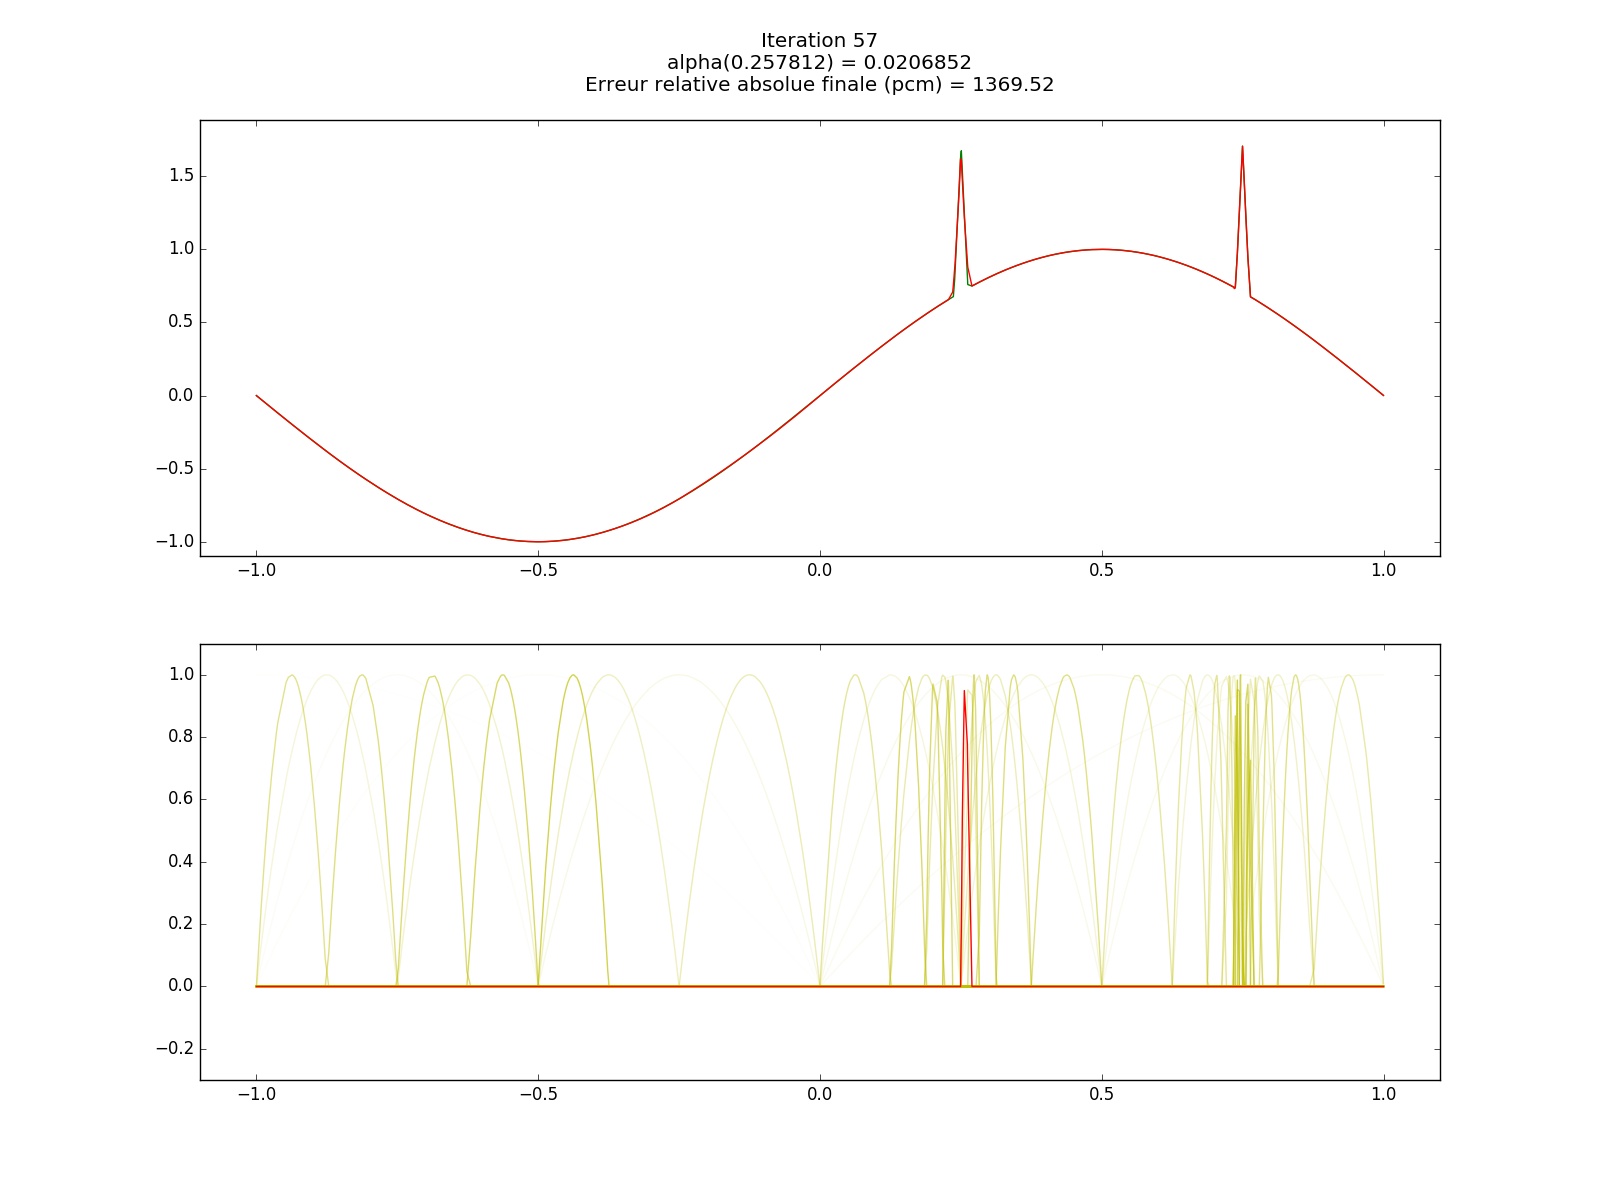 Iteration 57
alpha(0.257812) = 0.0206852
Erreur relative absolue finale (pcm) = 1369.52
1.5
1.0
0.5
0.0
−0.5
−1.0
−1.0 −0.5 0.0 0.5 1.0
1.0
0.8
0.6
0.4
0.2
0.0
−0.2
−1.0 −0.5 0.0 0.5 1.0